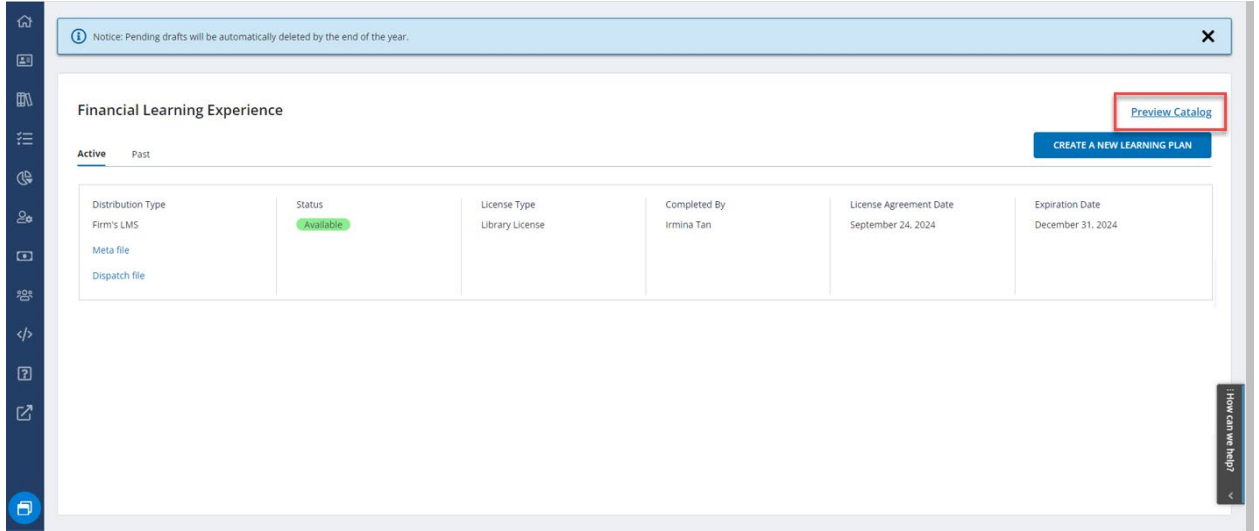 Notice: Pending drafts will be automatically deleted by the end of the year.
Financial Learning Experience
Preview Catalog
CREATE A NEW LEARNING PLAN
Active Past
Distribution Type Status License Type Completed By License Agreement Date Expiration Date
Firm's LMS Available Library License Irmina Tan September 24, 2024 December 31, 2024
Meta file
Dispatch file
How can we help?